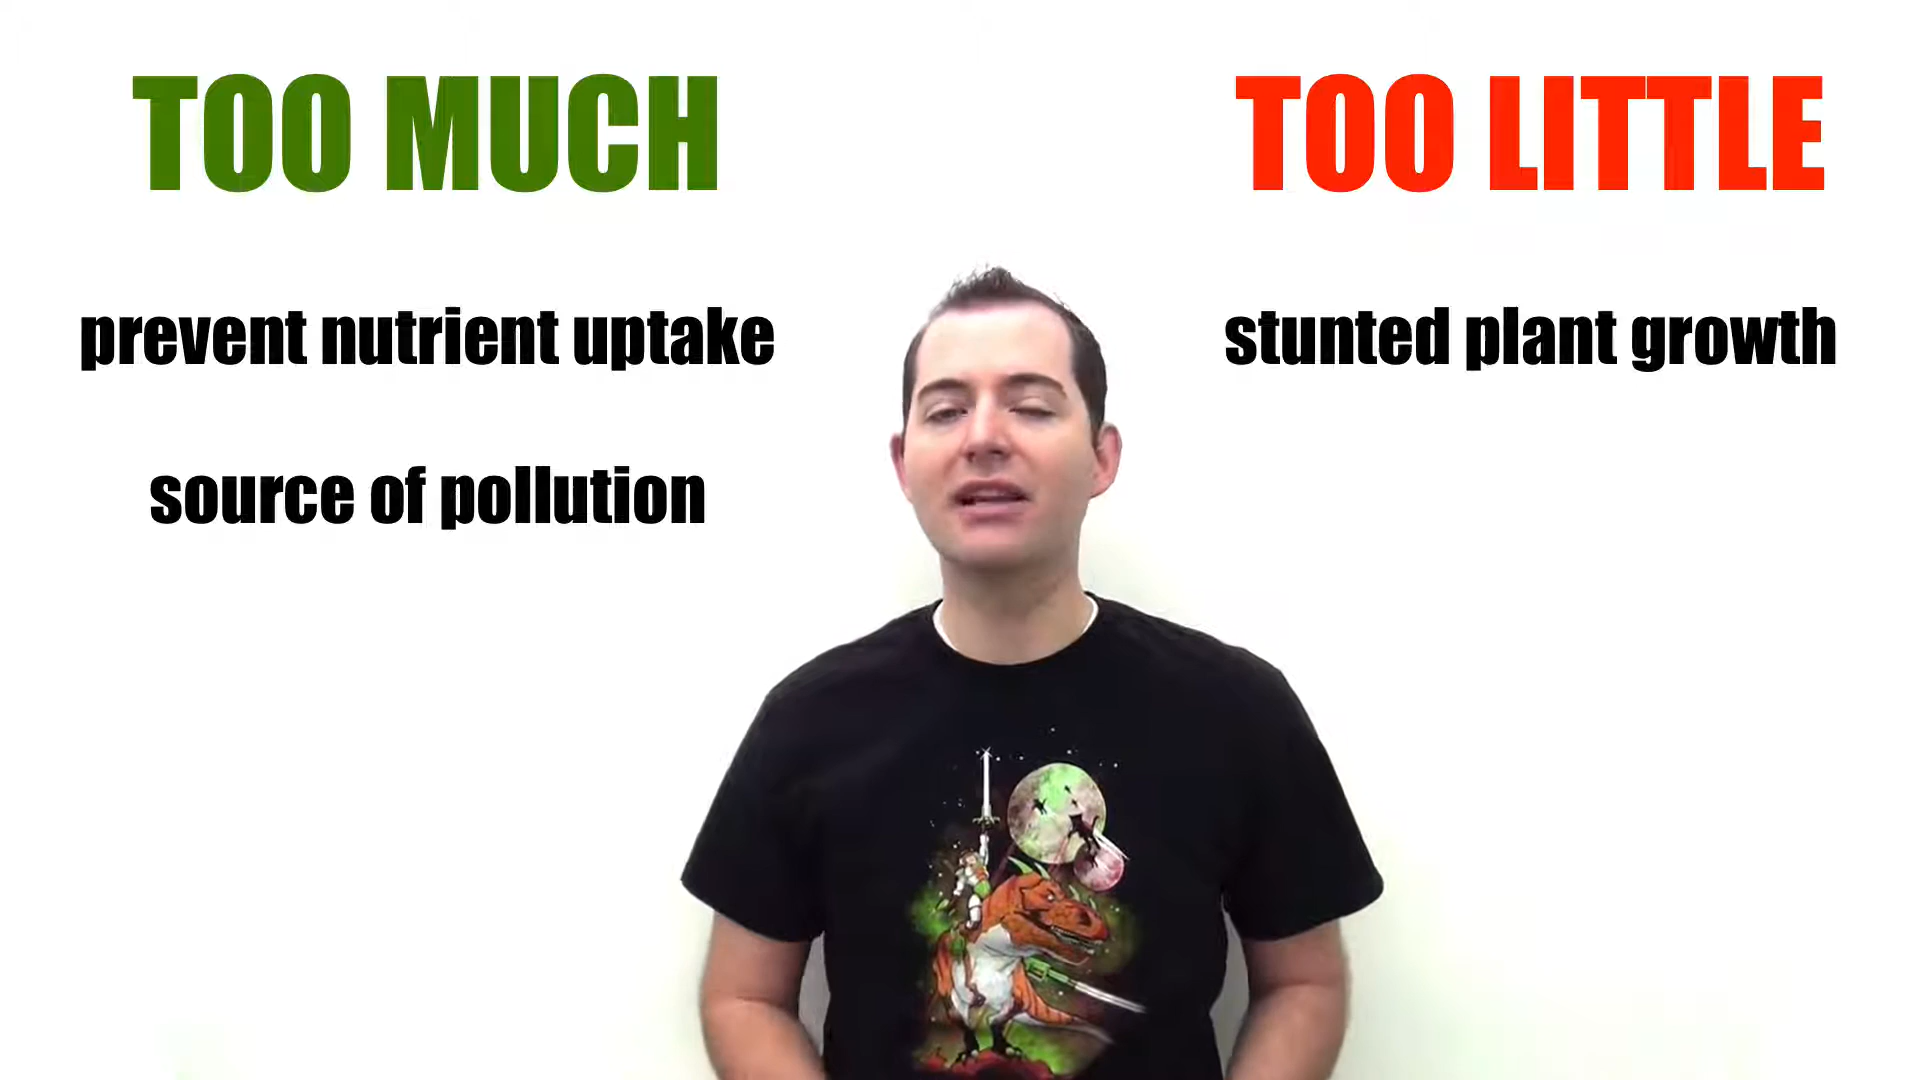 TOO MUCH
prevent nutrient uptake
source of pollution
TOO LITTLE
stunted plant growth